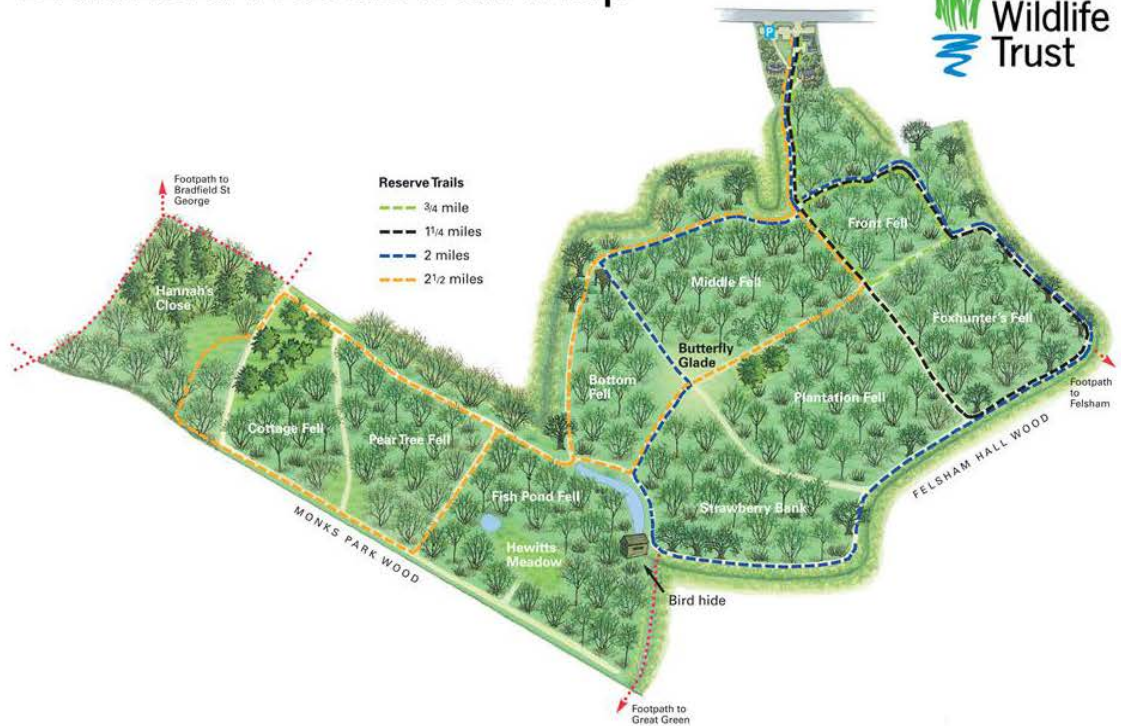 Wildlife
Trust
P
Footpath to
Bradfield St
George
Reserve Trails
3/4 mile
1 1/4 miles
2 miles
2 1/2 miles
Hannah's
Close
Front Fell
Middle Fell
Foxhunter's Fell
Butterfly
Glade
Bottom
Fell
Plantation Fell
Footpath
to
Felsham
Cottage Fell
Pear Tree Fell
FELSHAM HALL WOOD
Fish Pond Fell
Strawberry Bank
MONKS PARK WOOD
Hewitts
Meadow
Bird hide
Footpath to
Great Green